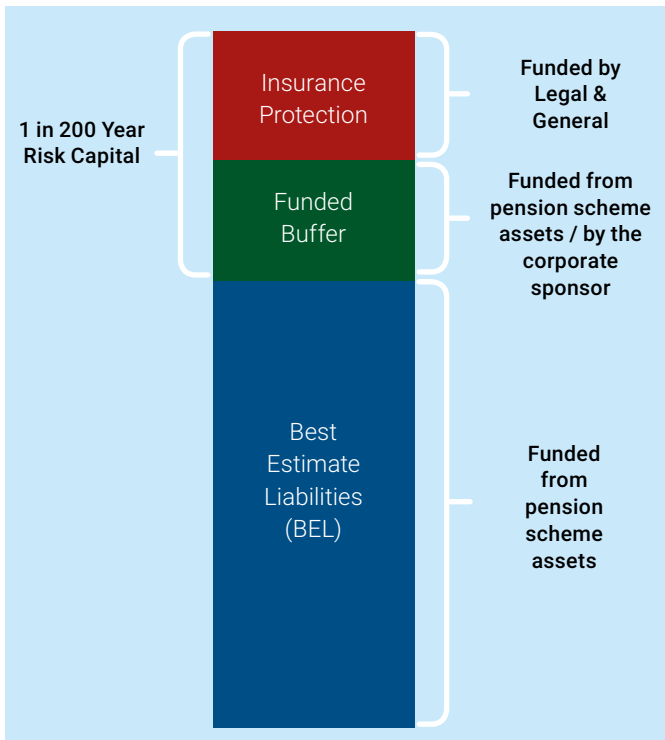 Insurance
Protection
Funded by
Legal &
General
1 in 200 Year
Risk Capital
Funded
Buffer
Funded from
pension scheme
assets / by the
corporate
sponsor
Best
Estimate
Liabilities
(BEL)
Funded
from
pension
scheme
assets